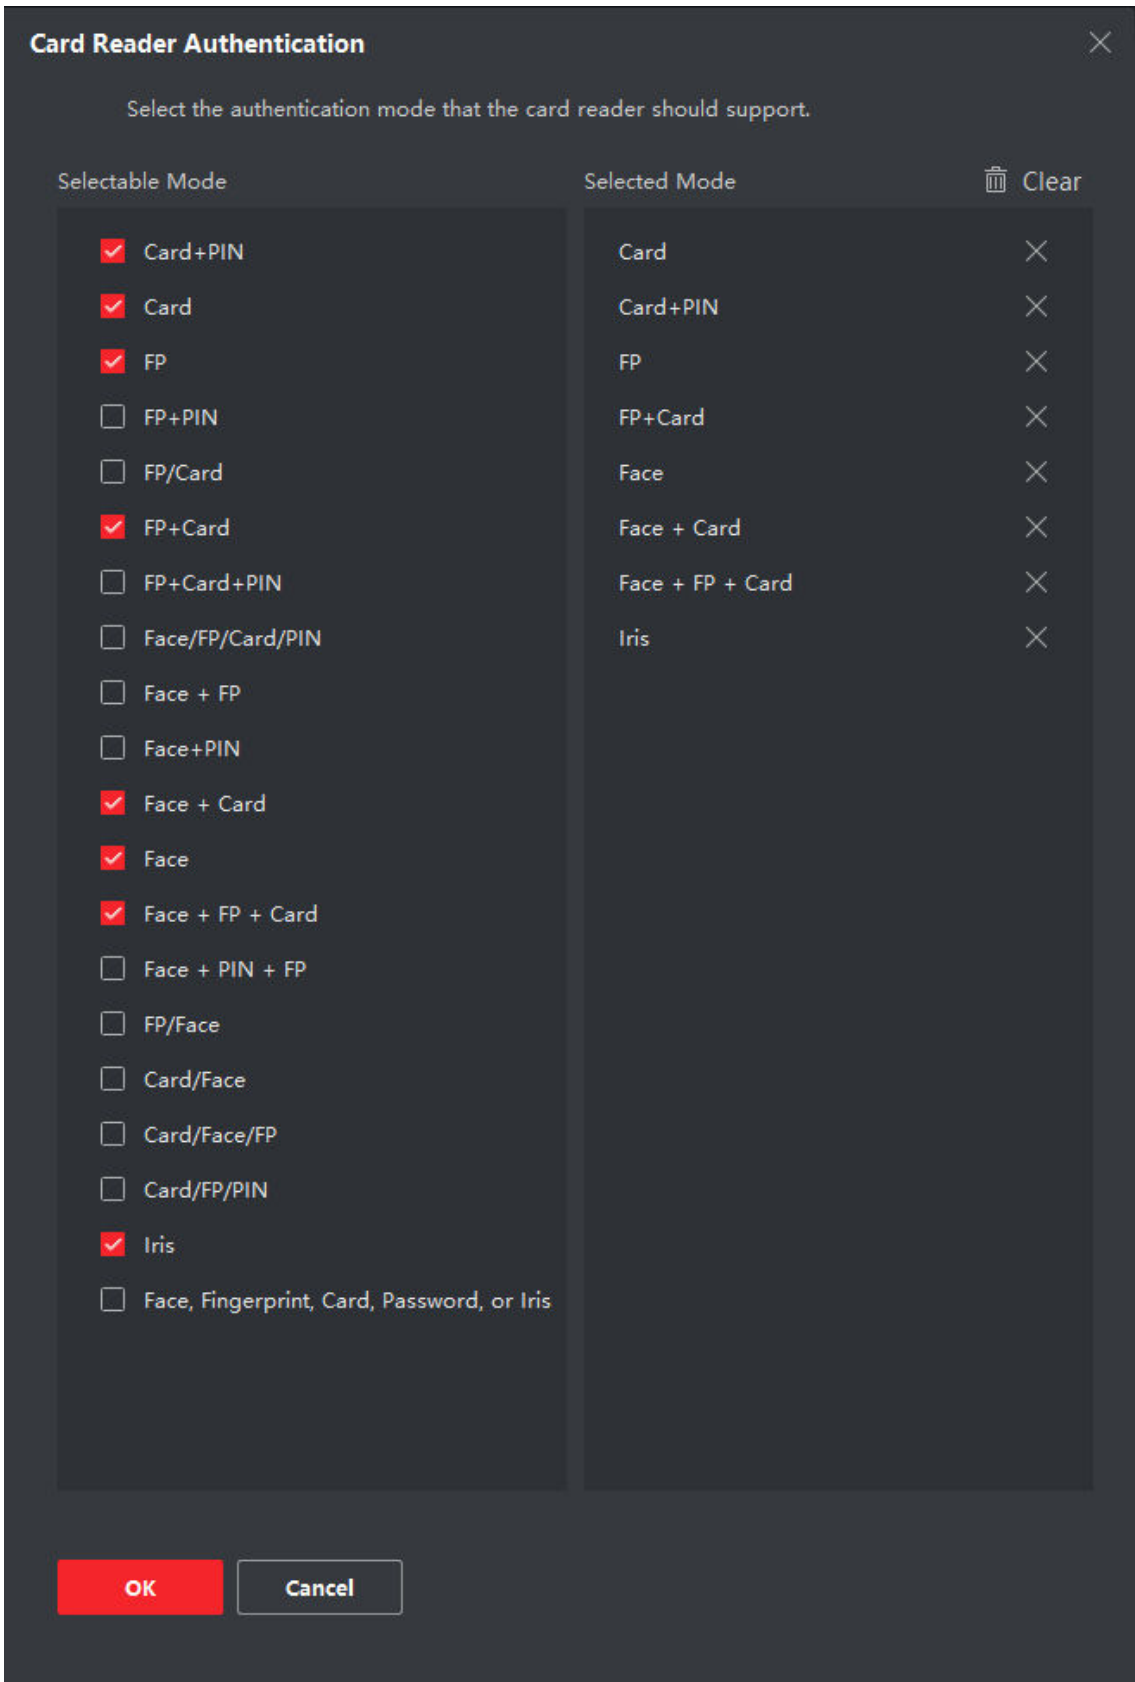 Card Reader Authentication
Select the authentication mode that the card reader should support.
Selectable Mode
Card+PIN
Card
FP
FP+PIN
FP/Card
FP+Card
FP+Card+PIN
Face/FP/Card/PIN
Face + FP
Face+PIN
Face + Card
Face
Face + FP + Card
Face + PIN + FP
FP/Face
Card/Face
Card/Face/FP
Card/FP/PIN
Iris
Face, Fingerprint, Card, Password, or Iris
Selected Mode
Clear
Card
Card+PIN
FP
FP+Card
Face
Face + Card
Face + FP + Card
Iris
OK
Cancel